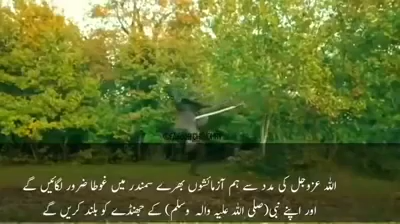 اللہ عزوجل کی مدد سے ہم آزمائشوں بھرے سمندر میں غوطا ضرور لگائیں گے
اور اپنے نبی(صلی اللہ علیہ والہ وسلم) کے جھنڈے کو بلند کریں گے